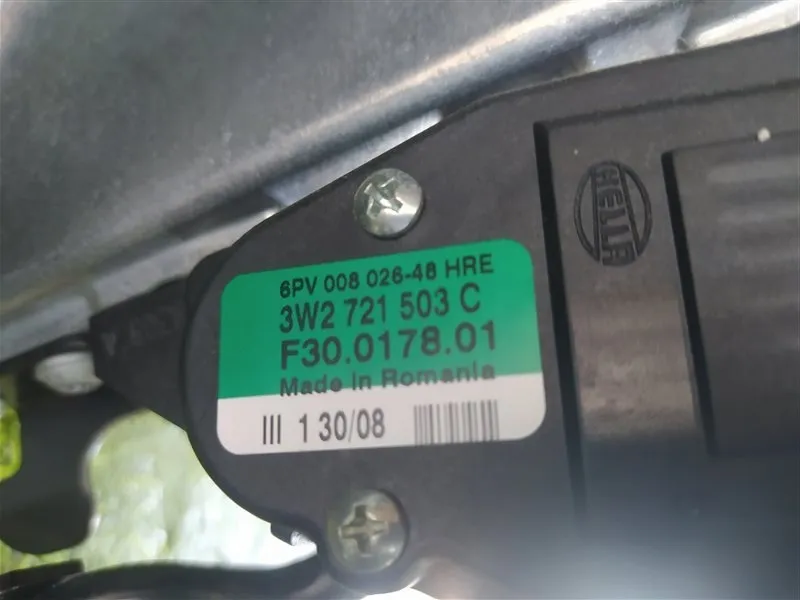 HELLA
6PV 008 026-48 HRE
3W2 721 503 C
F30.0178.01
Made in Romania
III 1 30/08